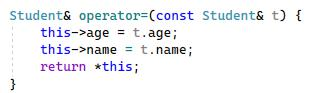 Student& operator=(const Student& t) {
    this->age = t.age;
    this->name = t.name;
    return *this;
}